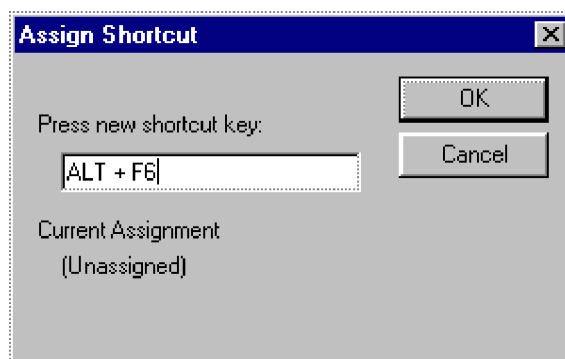 Assign Shortcut
OK
Press new shortcut key:
Cancel
ALT + F6
Current Assignment
(Unassigned)